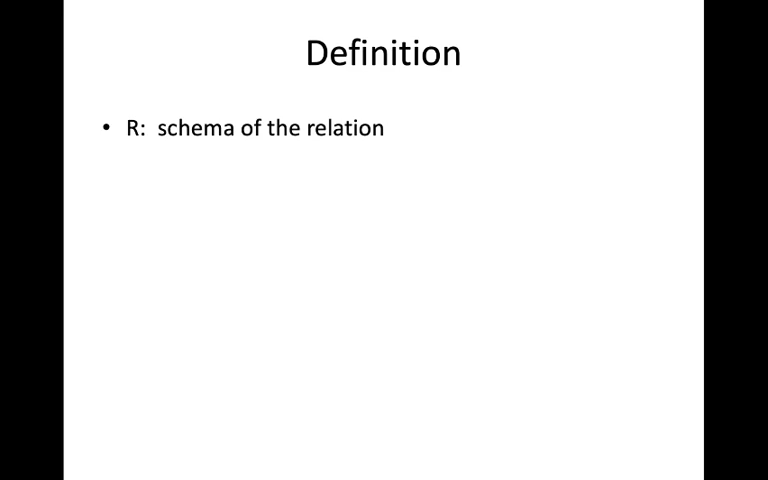 Definition
• R: schema of the relation